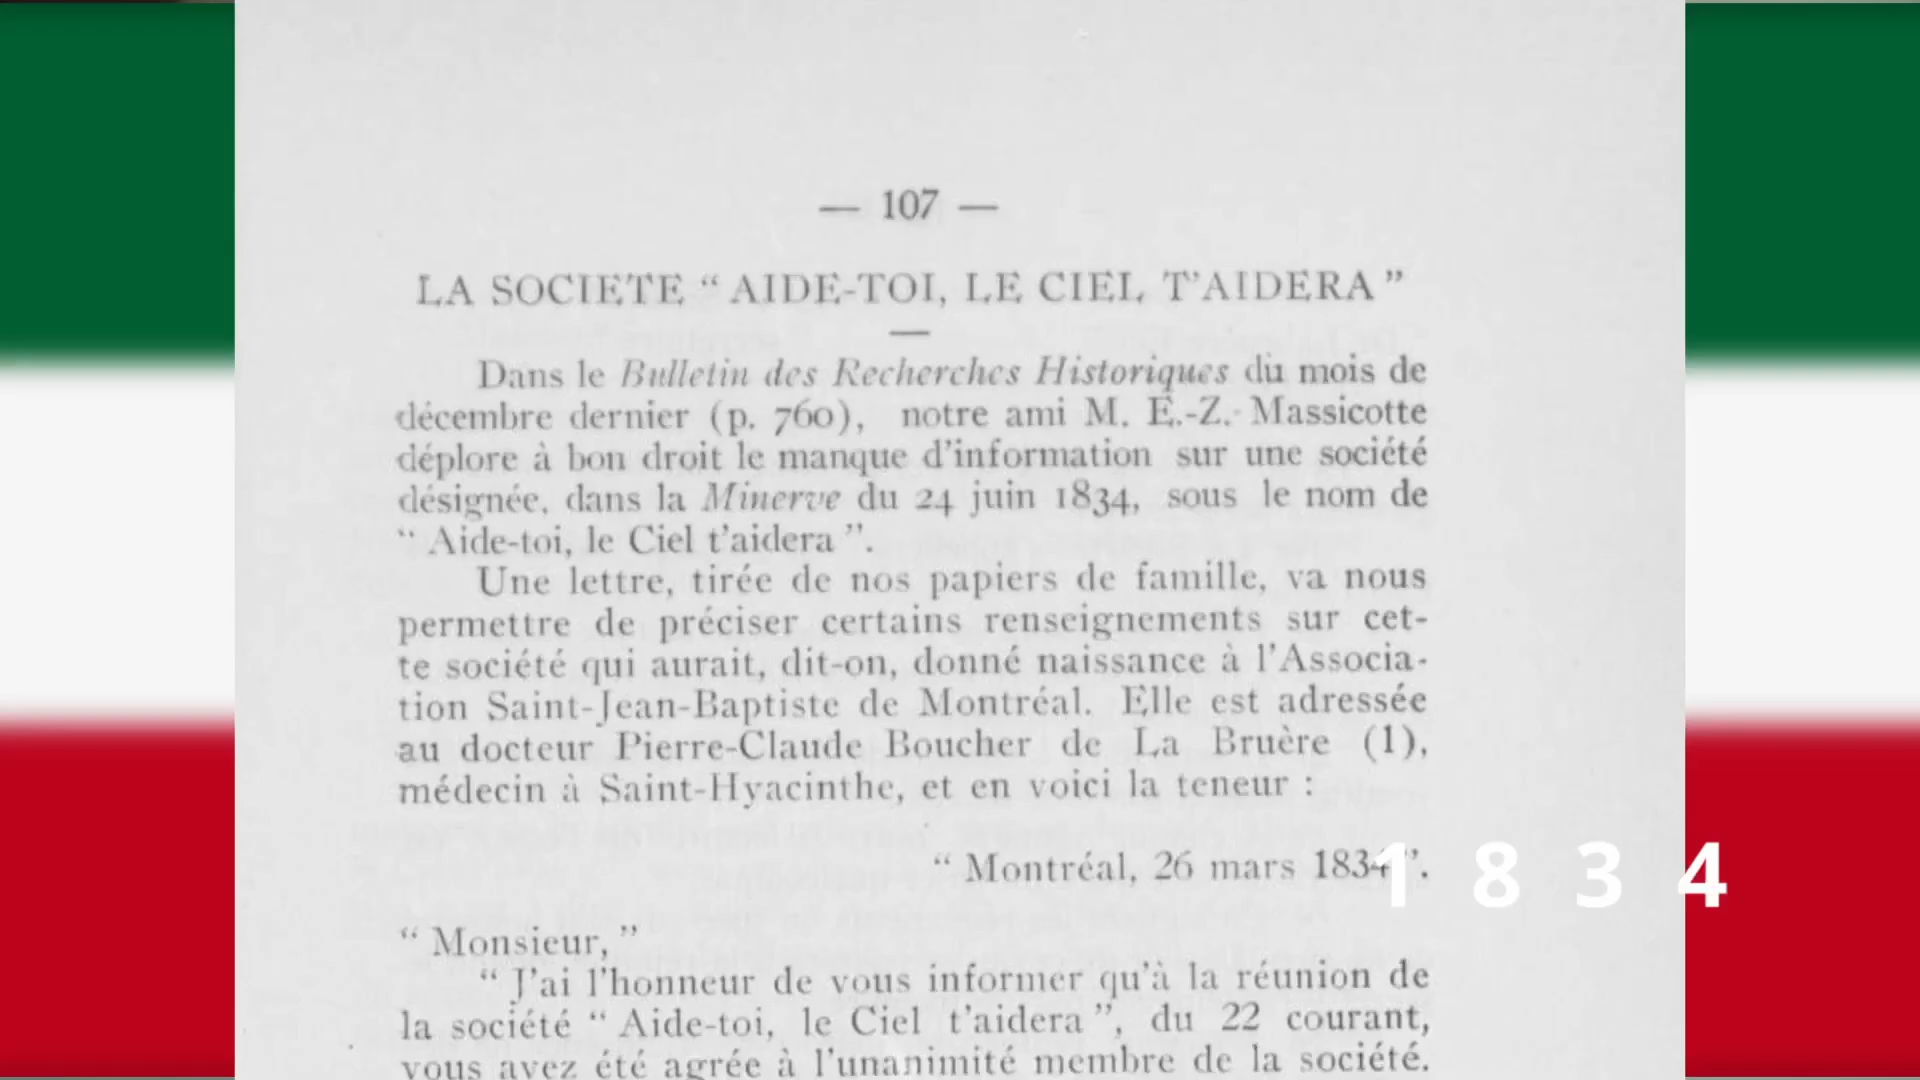 — 107 —
LA SOCIETE “ AIDE-TOI, LE CIEL T'AIDERA ”
Dans le Bulletin des Recherches Historiques du mois de
décembre dernier (p. 760), notre ami M. É.-Z. Massicotte
déplore à bon droit le manque d'information sur une société
désignée, dans la Minerve du 24 juin 1834, sous le nom de
“ Aide-toi, le Ciel t'aidera ”.
Une lettre, tirée de nos papiers de famille, va nous
permettre de préciser certains renseignements sur cet-
te société qui aurait, dit-on, donné naissance à l'Associa-
tion Saint-Jean-Baptiste de Montréal. Elle est adressée
au docteur Pierre-Claude Boucher de La Bruère (1),
médecin à Saint-Hyacinthe, et en voici la teneur :
“ Montréal, 26 mars 1834 ”.
1834
“ Monsieur, ”
“ J'ai l'honneur de vous informer qu'à la réunion de
la société “ Aide-toi, le Ciel t'aidera ”, du 22 courant,
vous avez été agrée à l'unanimité membre de la société.